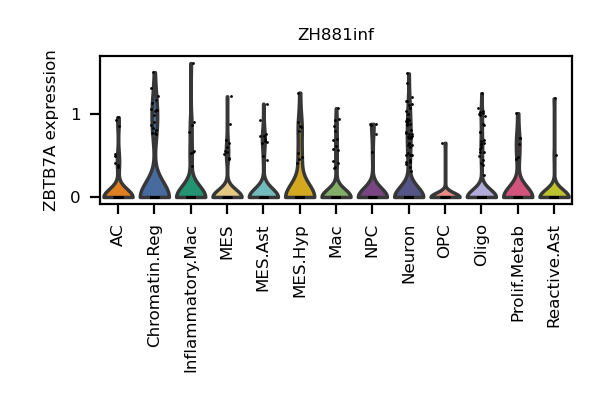 ZH881inf
ZBTB7A expression
1
0
AC
Chromatin.Reg
Inflammatory.Mac
MES
MES.Ast
MES.Hyp
Mac
NPC
Neuron
OPC
Oligo
Prolif.Metab
Reactive.Ast